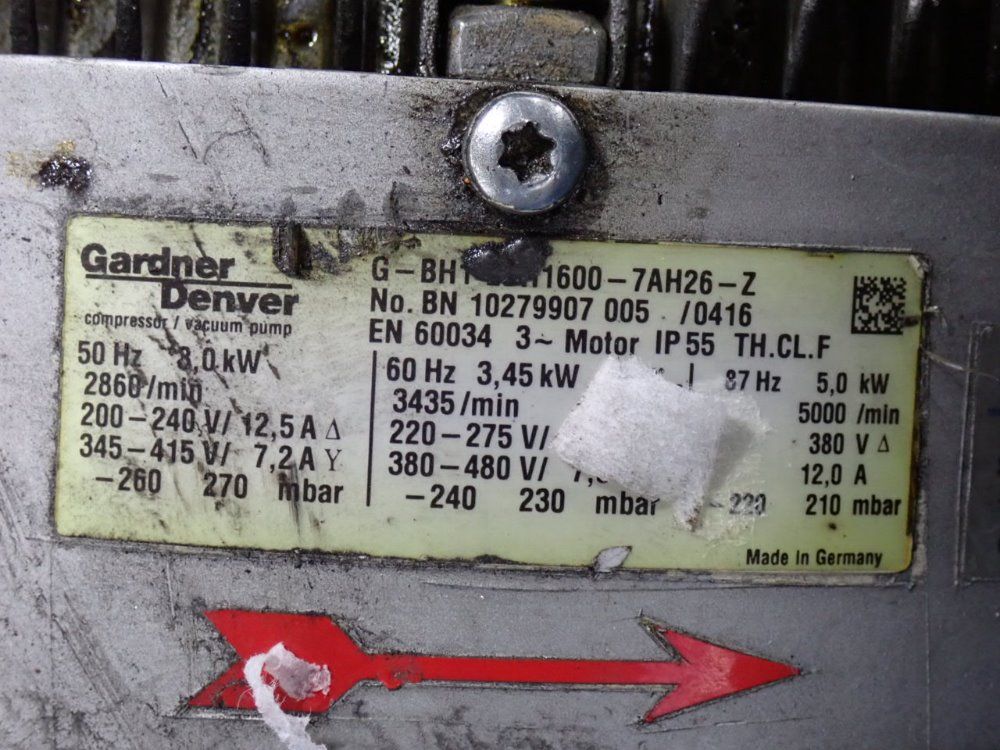 Gardner
Denver
compressor / vacuum pump
G-BH1 1600-7AH26-Z
No. BN 10279907 005 /0416
EN 60034 3~ Motor IP 55 TH.CL.F
50 Hz 3,0 kW
2860/min
200-240 V/ 12,5 A Δ
345-415 V/ 7,2 A Y
-260 270 mbar
60 Hz 3,45 kW
3435/min
220-275 V/
380-480 V/
-240 230 mbar
87 Hz 5,0 kW
5000 /min
380 V Δ
12,0 A
-220 210 mbar
Made in Germany